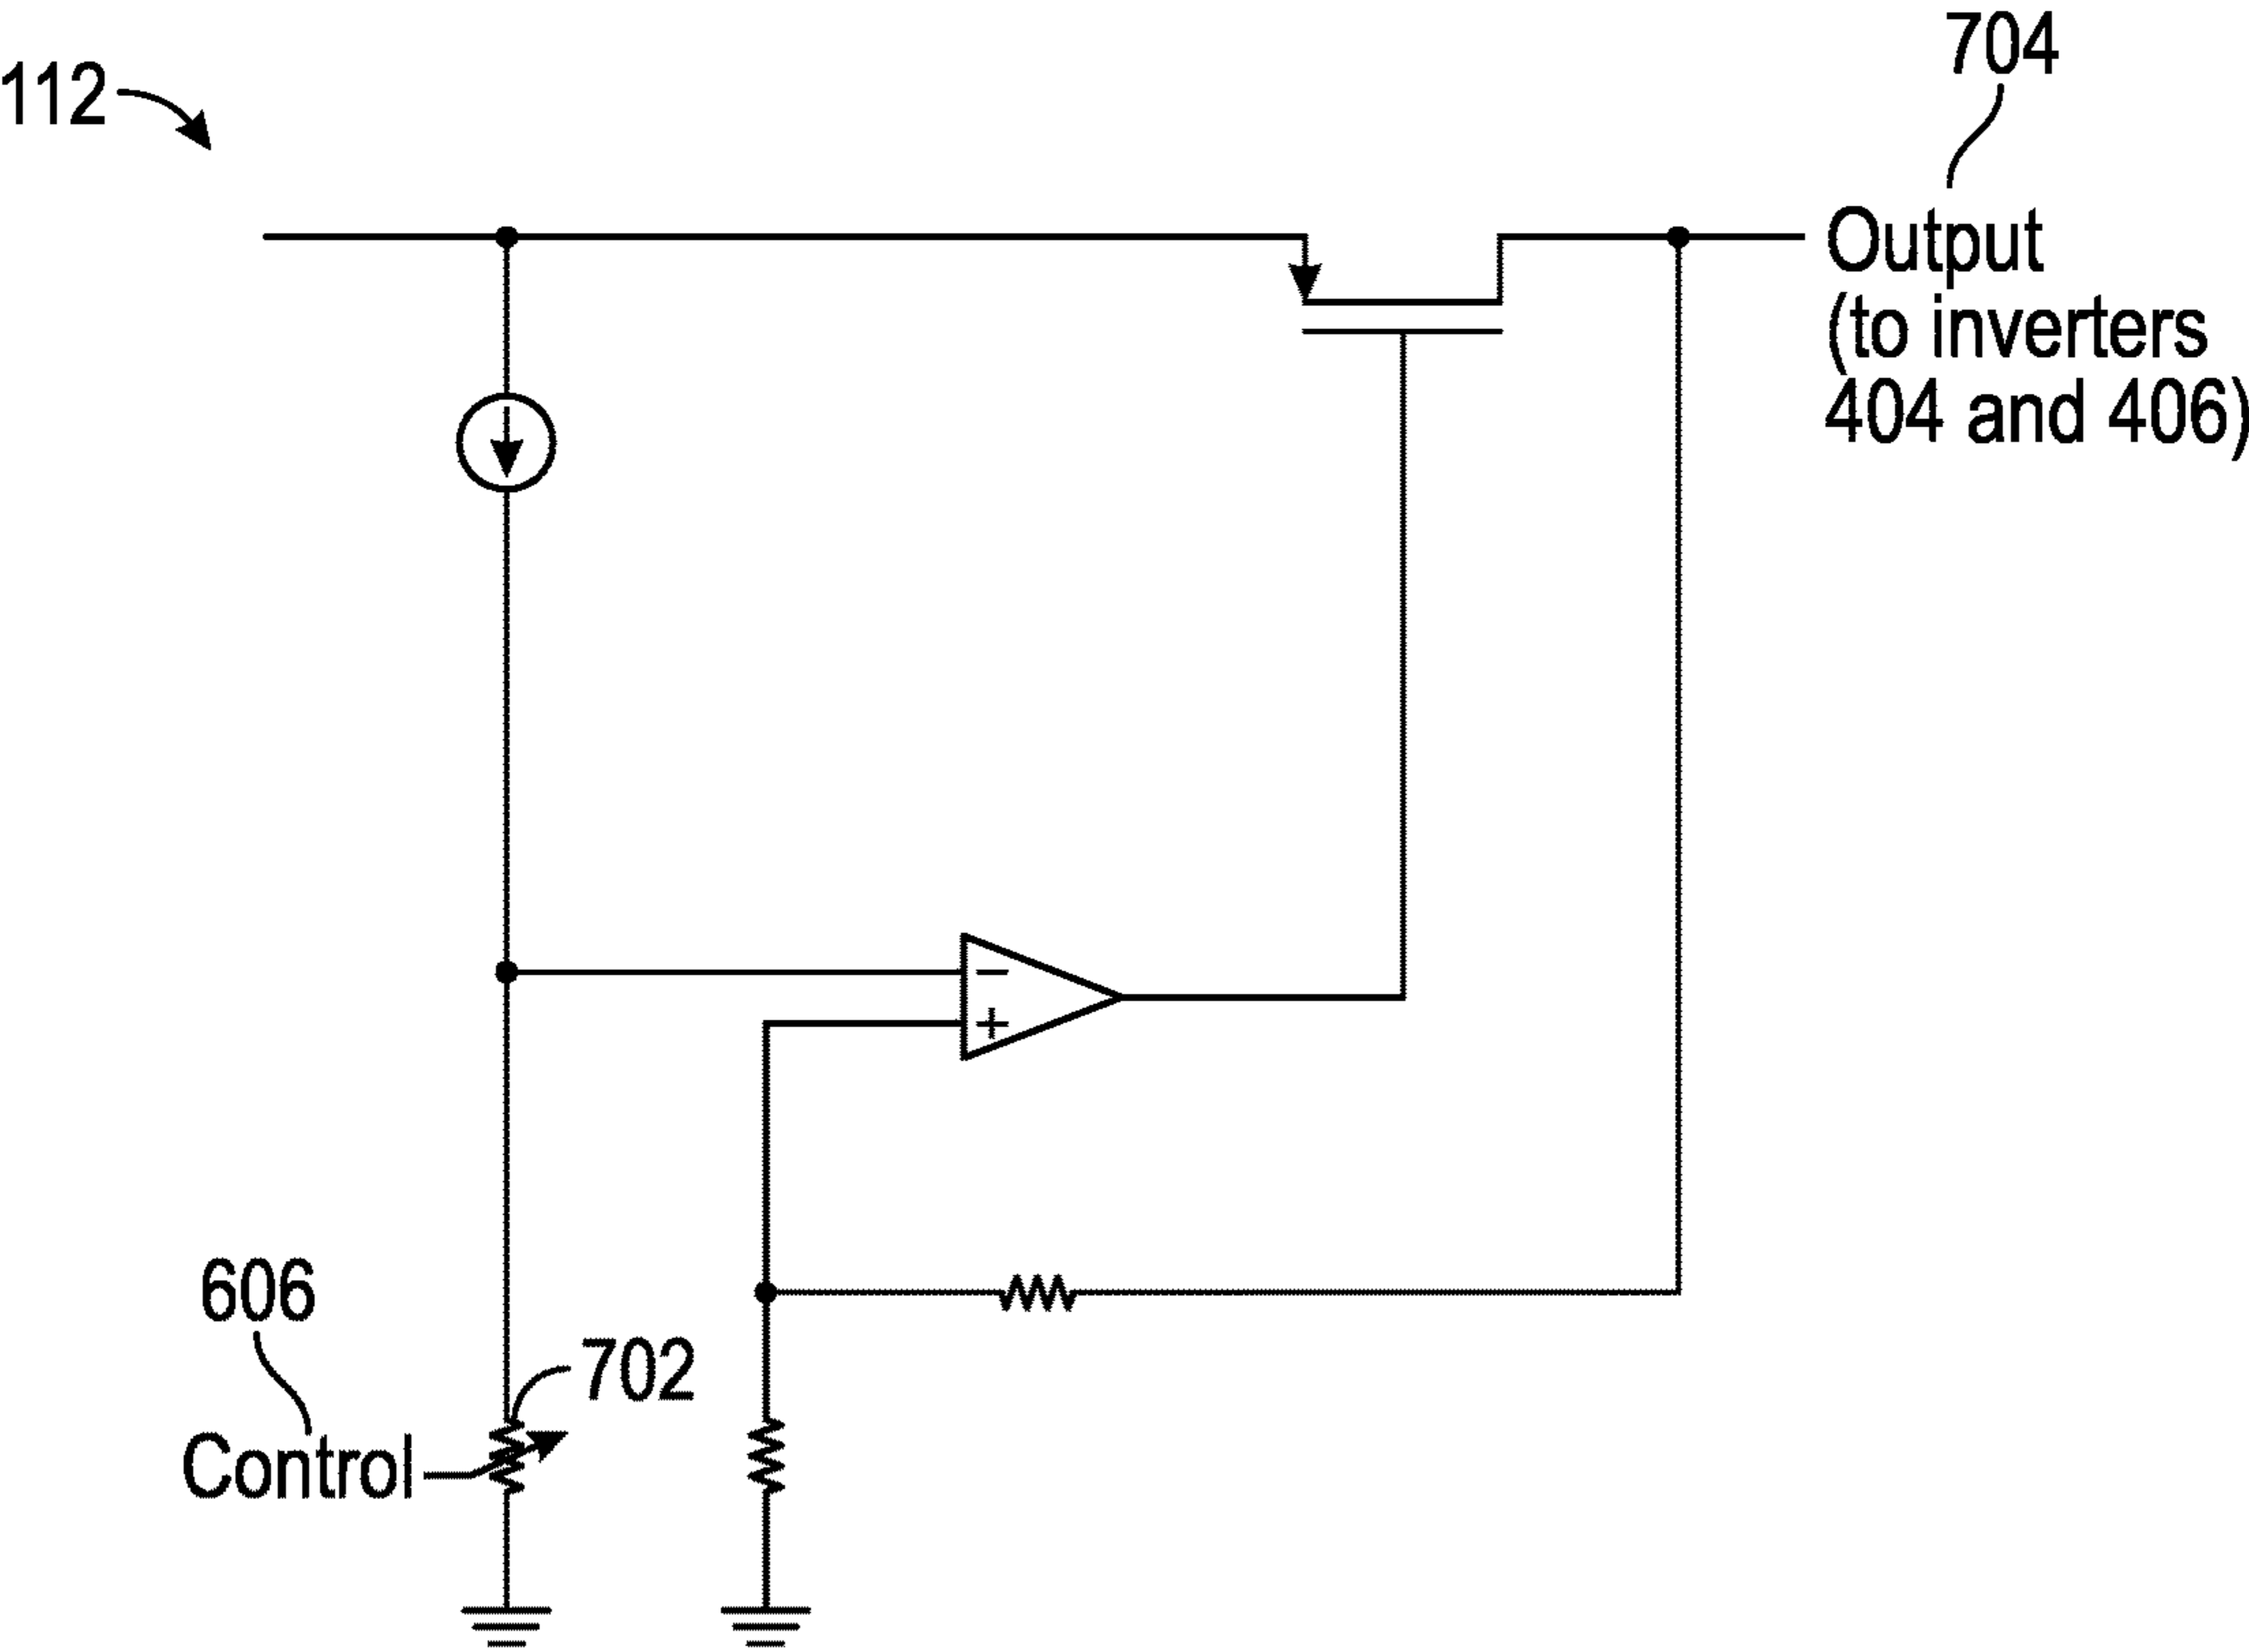 704
112
Output
(to inverters
404 and 406)
−
+
606
702
Control